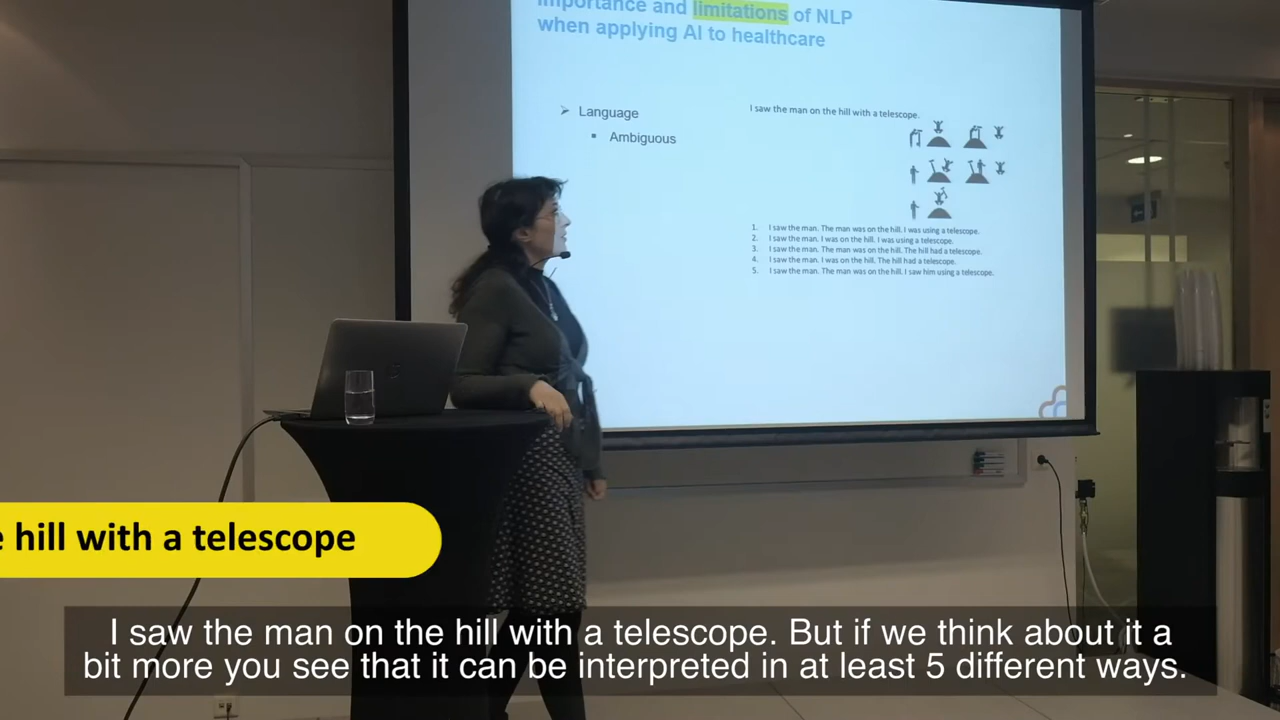 importance and limitations of NLP
when applying AI to healthcare
➢ Language
▪ Ambiguous
I saw the man on the hill with a telescope.
1. I saw the man. The man was on the hill. I was using a telescope.
2. I saw the man. I was on the hill. I was using a telescope.
3. I saw the man. The man was on the hill. The hill had a telescope.
4. I saw the man. I was on the hill. The hill had a telescope.
5. I saw the man. The man was on the hill. I saw him using a telescope.
hill with a telescope
I saw the man on the hill with a telescope. But if we think about it a
bit more you see that it can be interpreted in at least 5 different ways.